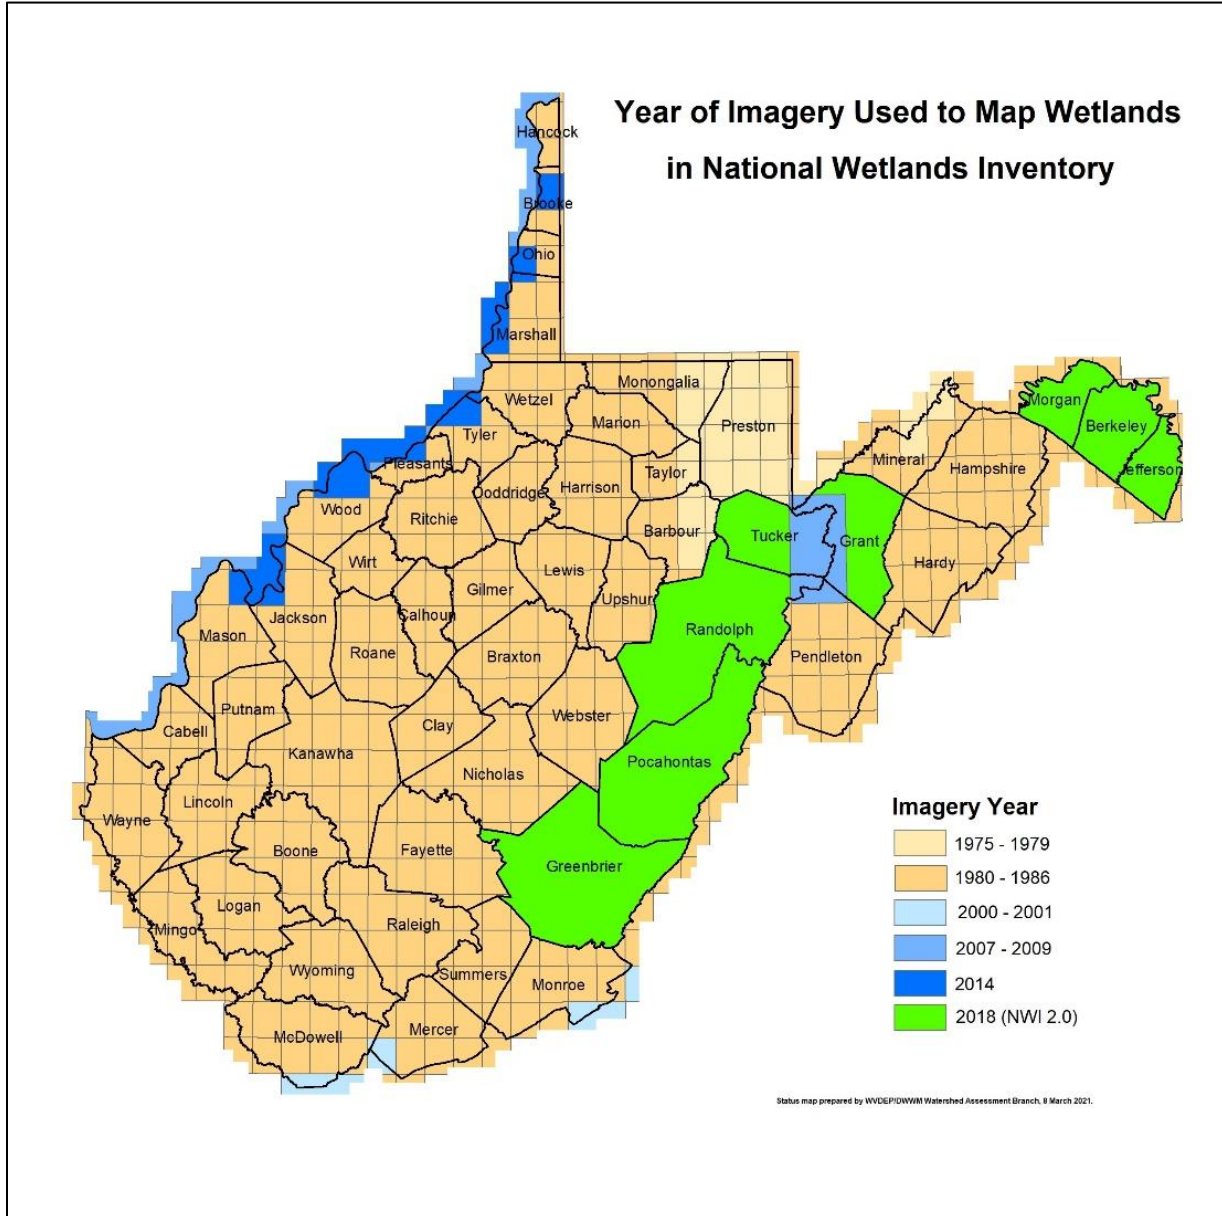 Year of Imagery Used to Map Wetlands
in National Wetlands Inventory
Hancock
Brooke
Ohio
Marshall
Wetzel
Monongalia
Marion
Preston
Tyler
Pleasants
Doddridge
Harrison
Taylor
Barbour
Wood
Ritchie
Wirt
Tucker
Grant
Mineral
Hampshire
Morgan
Berkeley
Jefferson
Hardy
Mason
Jackson
Roane
Calhoun
Gilmer
Lewis
Upshur
Randolph
Pendleton
Braxton
Putnam
Cabell
Kanawha
Clay
Webster
Nicholas
Pocahontas
Wayne
Lincoln
Boone
Fayette
Greenbrier
Logan
Mingo
Raleigh
Wyoming
Summers
Monroe
McDowell
Mercer
Imagery Year
1975 - 1979
1980 - 1986
2000 - 2001
2007 - 2009
2014
2018 (NWI 2.0)
Status map prepared by WVDEP/DWWM Watershed Assessment Branch, 8 March 2021.